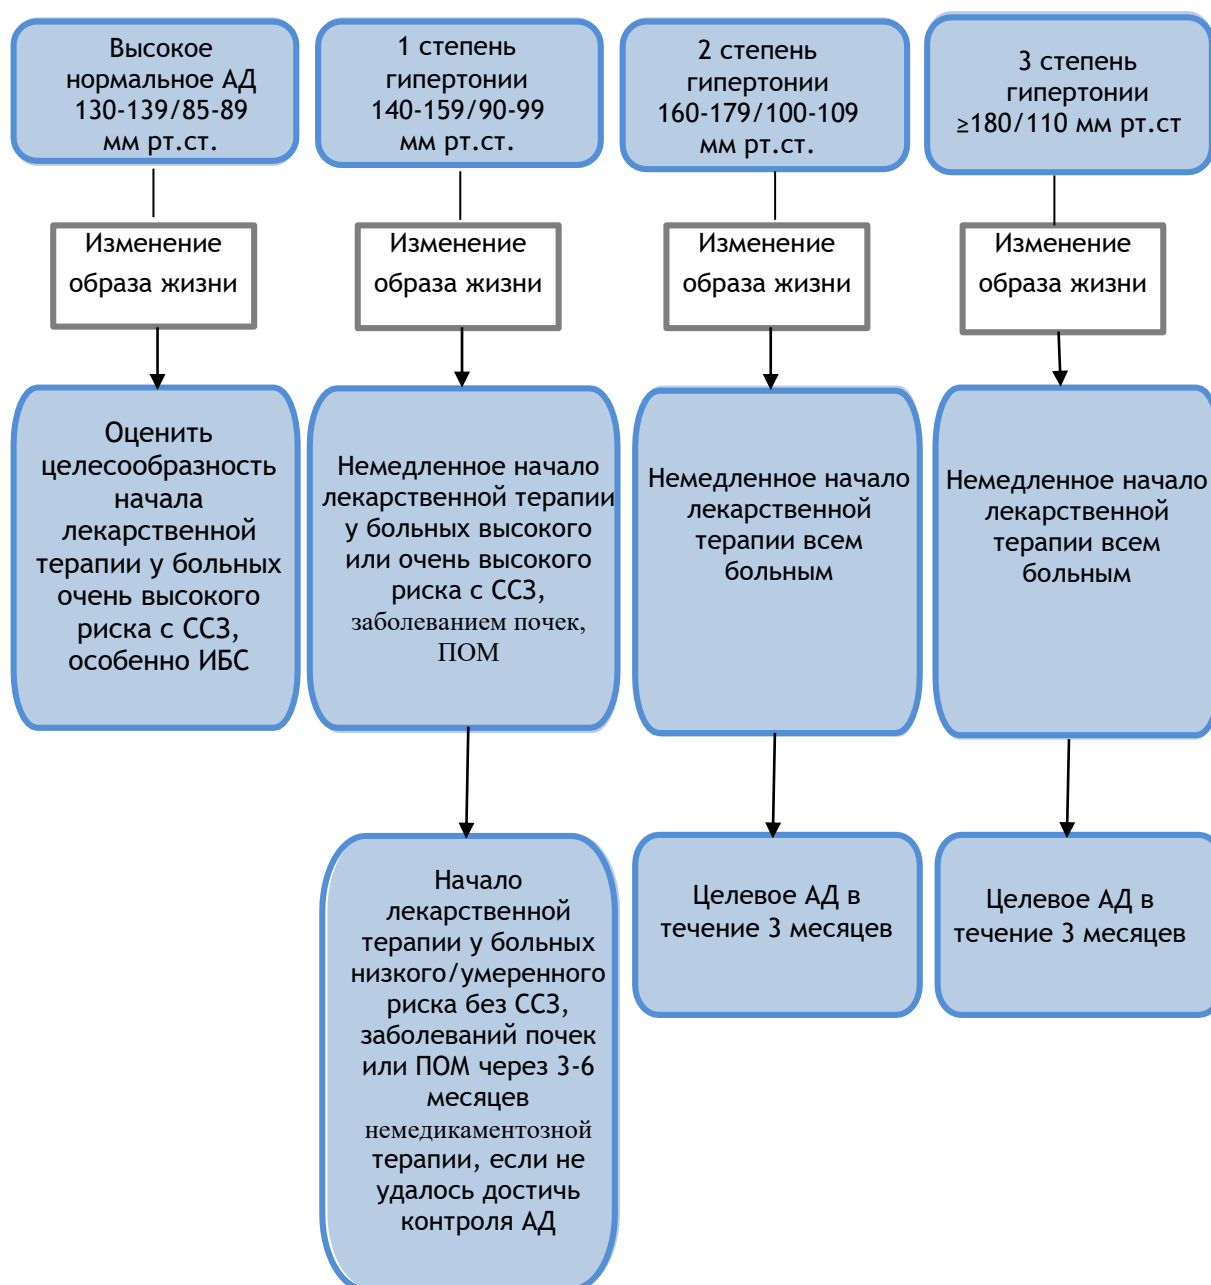 Высокое
нормальное АД
130-139/85-89
мм рт.ст.
1 степень
гипертонии
140-159/90-99
мм рт.ст.
2 степень
гипертонии
160-179/100-109
мм рт.ст.
3 степень
гипертонии
≥180/110 мм рт.ст
Изменение
образа жизни
Изменение
образа жизни
Изменение
образа жизни
Изменение
образа жизни
Оценить
целесообразность
начала
лекарственной
терапии у больных
очень высокого
риска с ССЗ,
особенно ИБС
Немедленное начало
лекарственной терапии
у больных высокого
или очень высокого
риска с ССЗ,
заболеванием почек,
ПОМ
Немедленное начало
лекарственной
терапии всем
больным
Немедленное начало
лекарственной
терапии всем
больным
Начало
лекарственной
терапии у больных
низкого/умеренного
риска без ССЗ,
заболеваний почек
или ПОМ через 3-6
месяцев
немедикаментозной
терапии, если не
удалось достичь
контроля АД
Целевое АД в
течение 3 месяцев
Целевое АД в
течение 3 месяцев